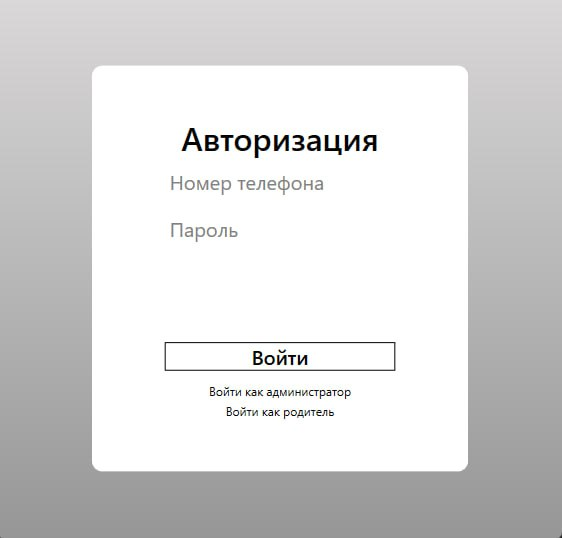 Авторизация
Номер телефона
Пароль
Войти
Войти как администратор
Войти как родитель